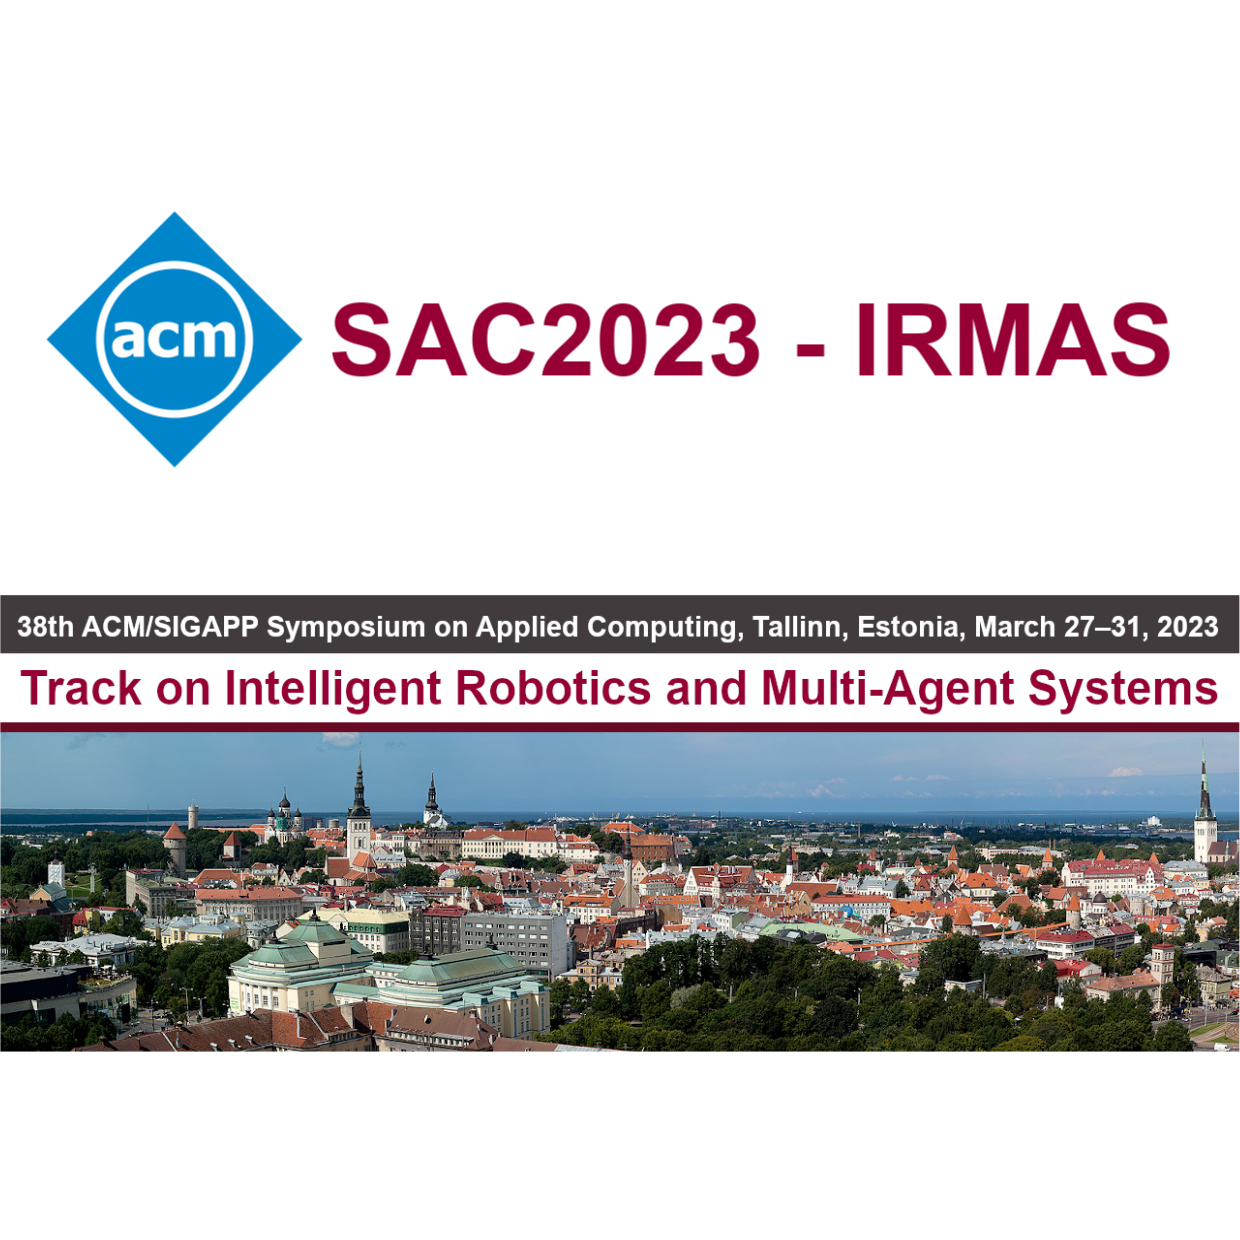 acm
SAC2023 - IRMAS
38th ACM/SIGAPP Symposium on Applied Computing, Tallinn, Estonia, March 27–31, 2023
Track on Intelligent Robotics and Multi-Agent Systems